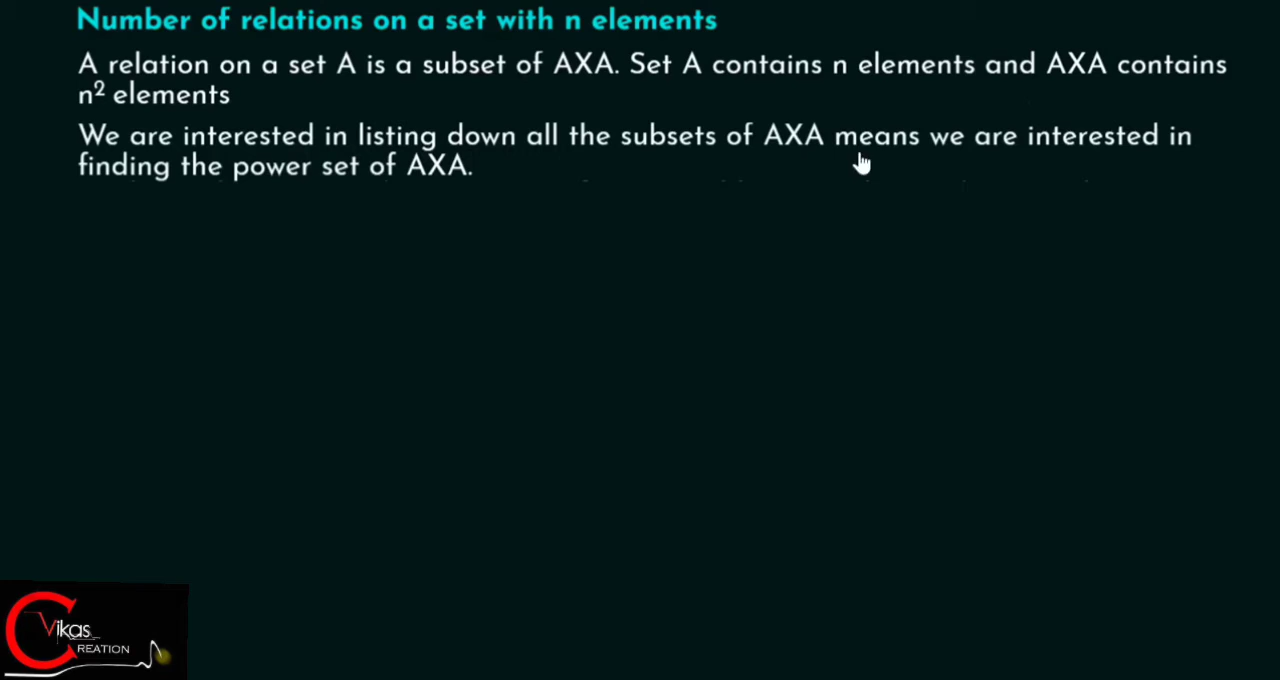 Number of relations on a set with n elements
A relation on a set A is a subset of AXA. Set A contains n elements and AXA contains
n² elements
We are interested in listing down all the subsets of AXA means we are interested in
finding the power set of AXA.
Vikas
CREATION